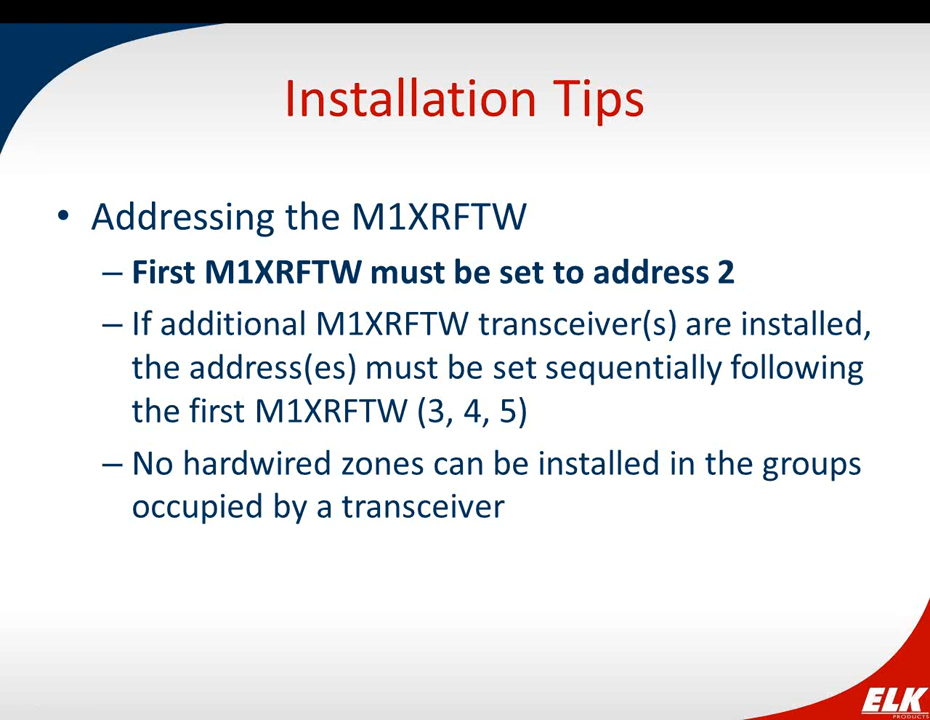 Installation Tips
• Addressing the M1XRFTW
– First M1XRFTW must be set to address 2
– If additional M1XRFTW transceiver(s) are installed,
the address(es) must be set sequentially following
the first M1XRFTW (3, 4, 5)
– No hardwired zones can be installed in the groups
occupied by a transceiver
ELK
PRODUCTS